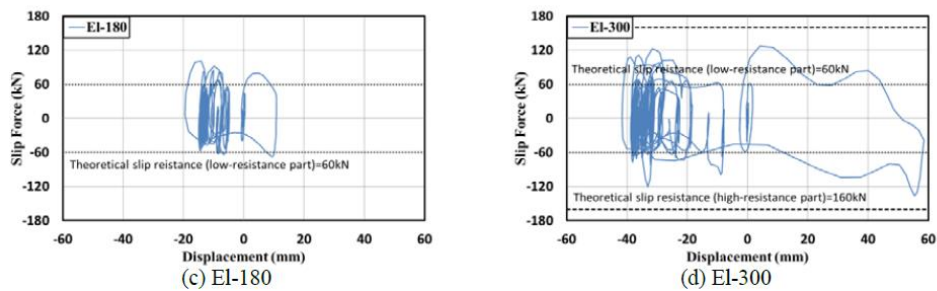 180
120
60
0
-60
-120
-180
Slip Force (kN)
El-180
Theoretical slip reistance (low-resistance part)=60kN
-60 -40 -20 0 20 40 60
Displacement (mm)
(c) El-180
180
120
60
0
-60
-120
-180
Slip Force (kN)
El-300
Theoretical slip reistance (low-resistance part)=60kN
Theoretical slip resistance (high-resistance part)=160kN
-60 -40 -20 0 20 40 60
Displacement (mm)
(d) El-300